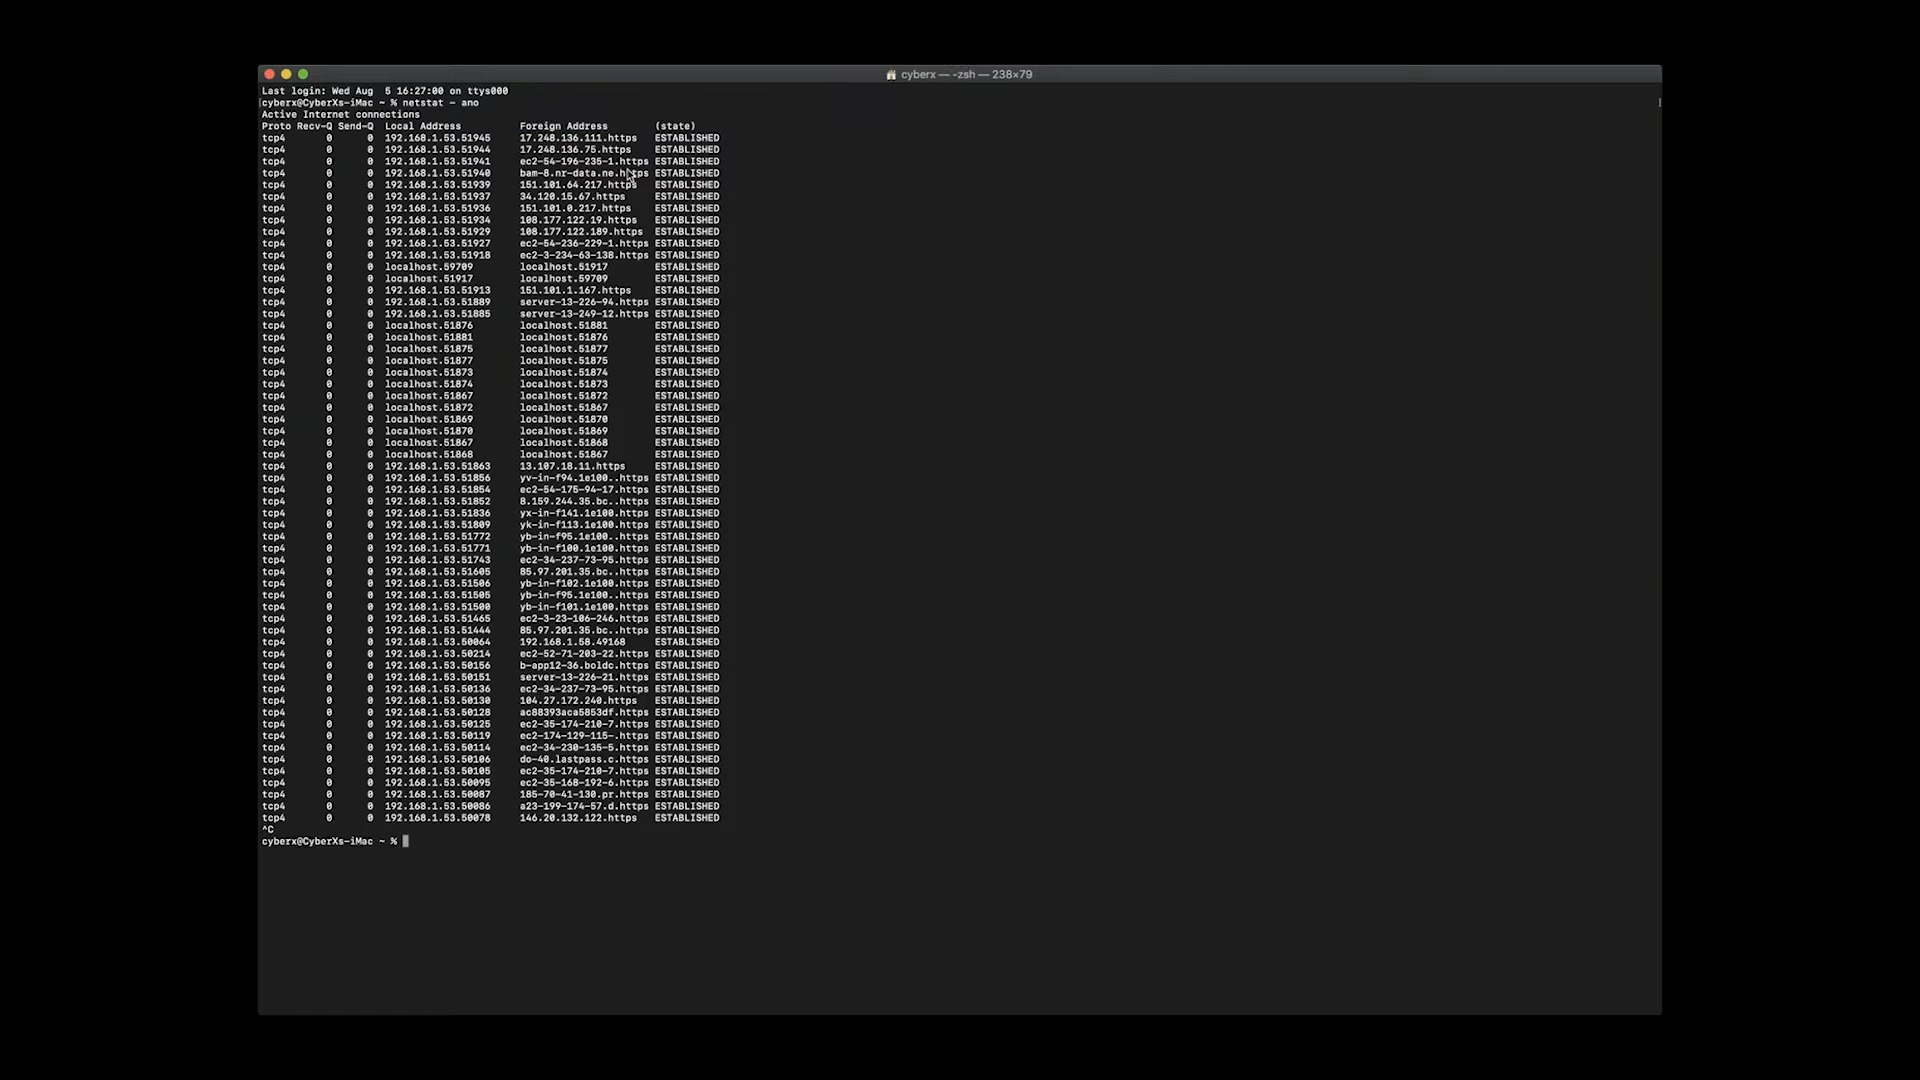 cyberx — -zsh — 238×79
Last login: Wed Aug  5 16:27:00 on ttys000
cyberx@CyberXs-iMac ~ % netstat - ano
Active Internet connections
Proto Recv-Q Send-Q  Local Address          Foreign Address        (state)
tcp4       0      0  192.168.1.53.51945     17.248.136.111.https   ESTABLISHED
tcp4       0      0  192.168.1.53.51944     17.248.136.75.https    ESTABLISHED
tcp4       0      0  192.168.1.53.51941     ec2-54-196-235-1.https ESTABLISHED
tcp4       0      0  192.168.1.53.51940     bam-8.nr-data.ne.https ESTABLISHED
tcp4       0      0  192.168.1.53.51939     151.101.64.217.https   ESTABLISHED
tcp4       0      0  192.168.1.53.51937     34.120.15.67.https     ESTABLISHED
tcp4       0      0  192.168.1.53.51936     151.101.0.217.https    ESTABLISHED
tcp4       0      0  192.168.1.53.51934     108.177.122.19.https   ESTABLISHED
tcp4       0      0  192.168.1.53.51929     108.177.122.189.https  ESTABLISHED
tcp4       0      0  192.168.1.53.51927     ec2-54-236-229-1.https ESTABLISHED
tcp4       0      0  192.168.1.53.51918     ec2-3-234-63-138.https ESTABLISHED
tcp4       0      0  localhost.59709        localhost.51917        ESTABLISHED
tcp4       0      0  localhost.51917        localhost.59709        ESTABLISHED
tcp4       0      0  192.168.1.53.51913     151.101.1.167.https    ESTABLISHED
tcp4       0      0  192.168.1.53.51889     server-13-226-94.https ESTABLISHED
tcp4       0      0  192.168.1.53.51885     server-13-249-12.https ESTABLISHED
tcp4       0      0  localhost.51876        localhost.51881        ESTABLISHED
tcp4       0      0  localhost.51881        localhost.51876        ESTABLISHED
tcp4       0      0  localhost.51875        localhost.51877        ESTABLISHED
tcp4       0      0  localhost.51877        localhost.51875        ESTABLISHED
tcp4       0      0  localhost.51873        localhost.51874        ESTABLISHED
tcp4       0      0  localhost.51874        localhost.51873        ESTABLISHED
tcp4       0      0  localhost.51867        localhost.51872        ESTABLISHED
tcp4       0      0  localhost.51872        localhost.51867        ESTABLISHED
tcp4       0      0  localhost.51869        localhost.51870        ESTABLISHED
tcp4       0      0  localhost.51870        localhost.51869        ESTABLISHED
tcp4       0      0  localhost.51867        localhost.51868        ESTABLISHED
tcp4       0      0  localhost.51868        localhost.51867        ESTABLISHED
tcp4       0      0  192.168.1.53.51863     13.107.18.11.https     ESTABLISHED
tcp4       0      0  192.168.1.53.51856     yv-in-f94.1e100..https ESTABLISHED
tcp4       0      0  192.168.1.53.51854     ec2-54-175-94-17.https ESTABLISHED
tcp4       0      0  192.168.1.53.51852     8.159.244.35.bc..https ESTABLISHED
tcp4       0      0  192.168.1.53.51836     yx-in-f141.1e100.https ESTABLISHED
tcp4       0      0  192.168.1.53.51809     yk-in-f113.1e100.https ESTABLISHED
tcp4       0      0  192.168.1.53.51772     yb-in-f95.1e100..https ESTABLISHED
tcp4       0      0  192.168.1.53.51771     yb-in-f100.1e100.https ESTABLISHED
tcp4       0      0  192.168.1.53.51743     ec2-34-237-73-95.https ESTABLISHED
tcp4       0      0  192.168.1.53.51605     85.97.201.35.bc..https ESTABLISHED
tcp4       0      0  192.168.1.53.51506     yb-in-f102.1e100.https ESTABLISHED
tcp4       0      0  192.168.1.53.51505     yb-in-f95.1e100..https ESTABLISHED
tcp4       0      0  192.168.1.53.51500     yb-in-f101.1e100.https ESTABLISHED
tcp4       0      0  192.168.1.53.51465     ec2-3-23-106-246.https ESTABLISHED
tcp4       0      0  192.168.1.53.51444     85.97.201.35.bc..https ESTABLISHED
tcp4       0      0  192.168.1.53.50064     192.168.1.58.49168     ESTABLISHED
tcp4       0      0  192.168.1.53.50214     ec2-52-71-203-22.https ESTABLISHED
tcp4       0      0  192.168.1.53.50156     b-app12-36.boldc.https ESTABLISHED
tcp4       0      0  192.168.1.53.50151     server-13-226-21.https ESTABLISHED
tcp4       0      0  192.168.1.53.50136     ec2-34-237-73-95.https ESTABLISHED
tcp4       0      0  192.168.1.53.50130     104.27.172.240.https   ESTABLISHED
tcp4       0      0  192.168.1.53.50128     ac88393aca5853df.https ESTABLISHED
tcp4       0      0  192.168.1.53.50125     ec2-35-174-210-7.https ESTABLISHED
tcp4       0      0  192.168.1.53.50119     ec2-174-129-115-.https ESTABLISHED
tcp4       0      0  192.168.1.53.50114     ec2-34-230-135-5.https ESTABLISHED
tcp4       0      0  192.168.1.53.50106     do-40.lastpass.c.https ESTABLISHED
tcp4       0      0  192.168.1.53.50105     ec2-35-174-210-7.https ESTABLISHED
tcp4       0      0  192.168.1.53.50095     ec2-35-168-192-6.https ESTABLISHED
tcp4       0      0  192.168.1.53.50087     185-70-41-130.pr.https ESTABLISHED
tcp4       0      0  192.168.1.53.50086     a23-199-174-57.d.https ESTABLISHED
tcp4       0      0  192.168.1.53.50078     146.20.132.122.https   ESTABLISHED
^C
cyberx@CyberXs-iMac ~ %